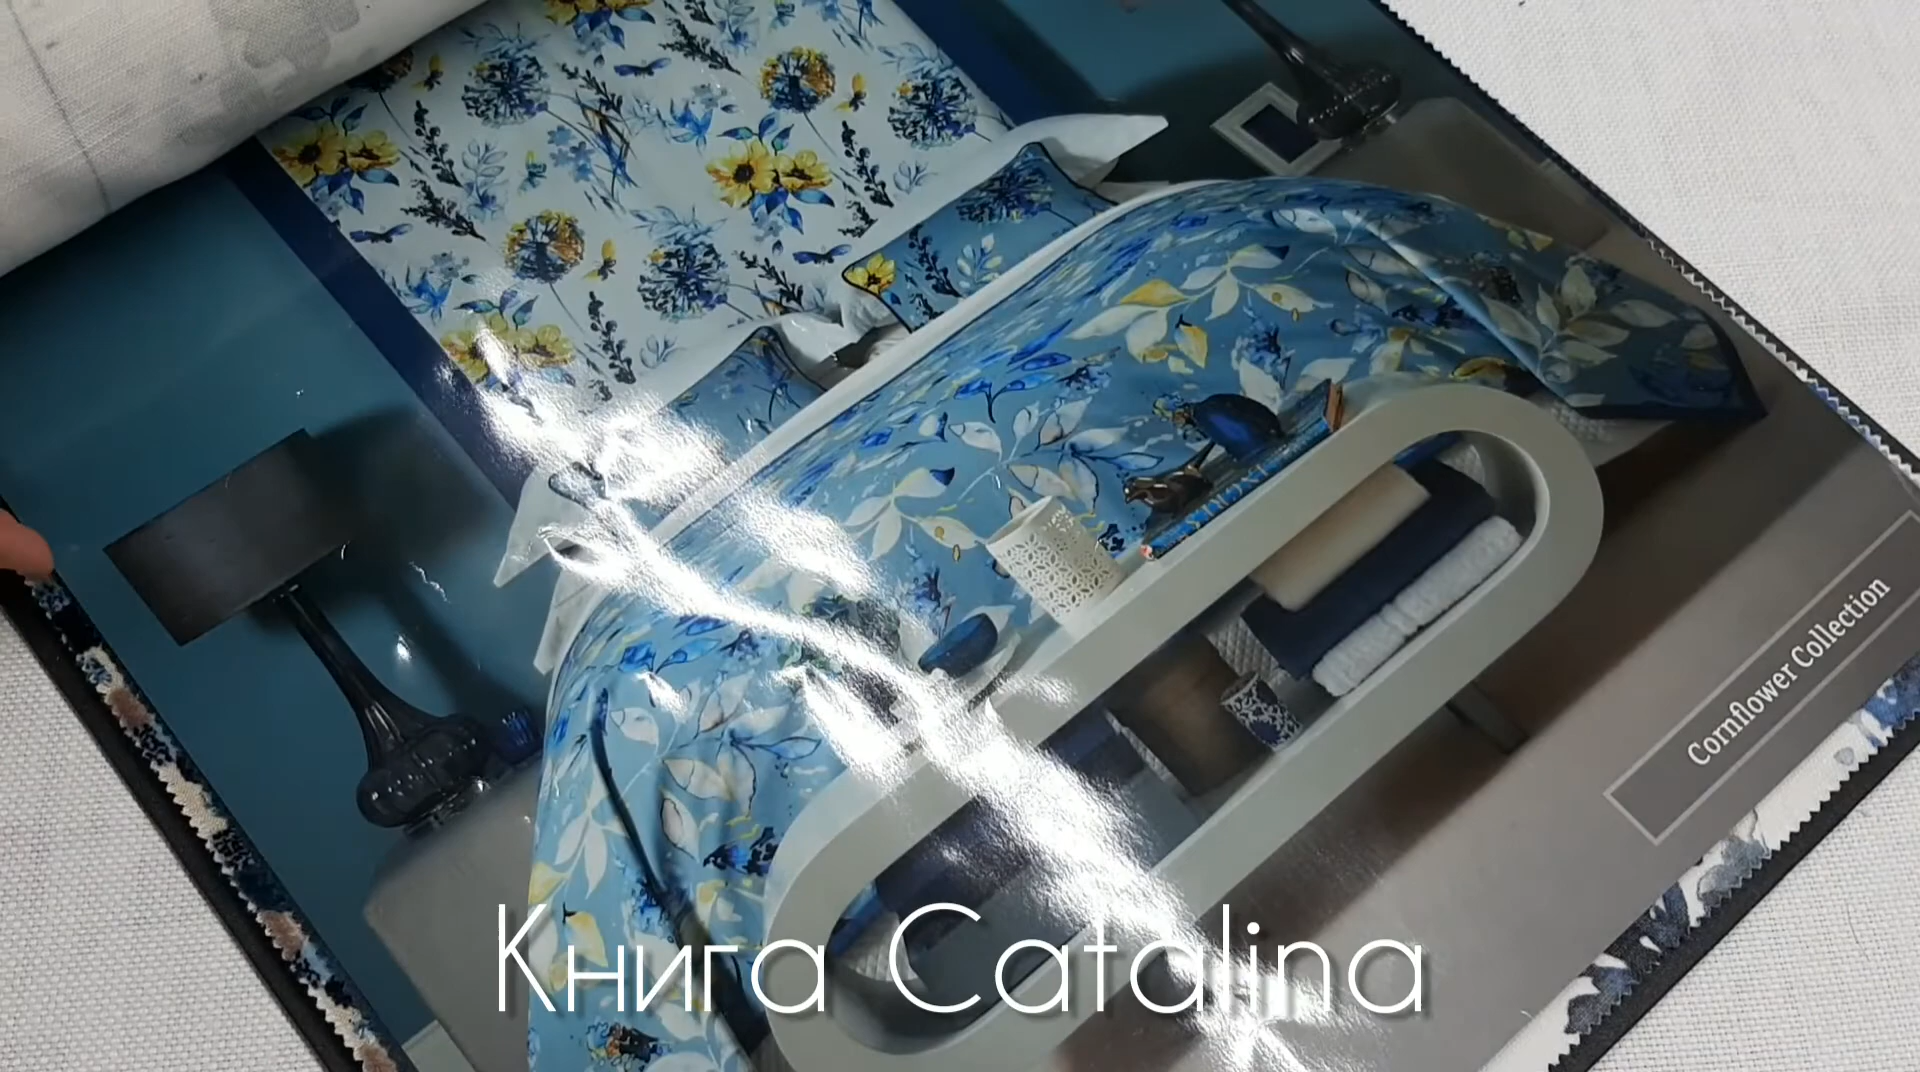 Cornflower Collection
Книга Catalina